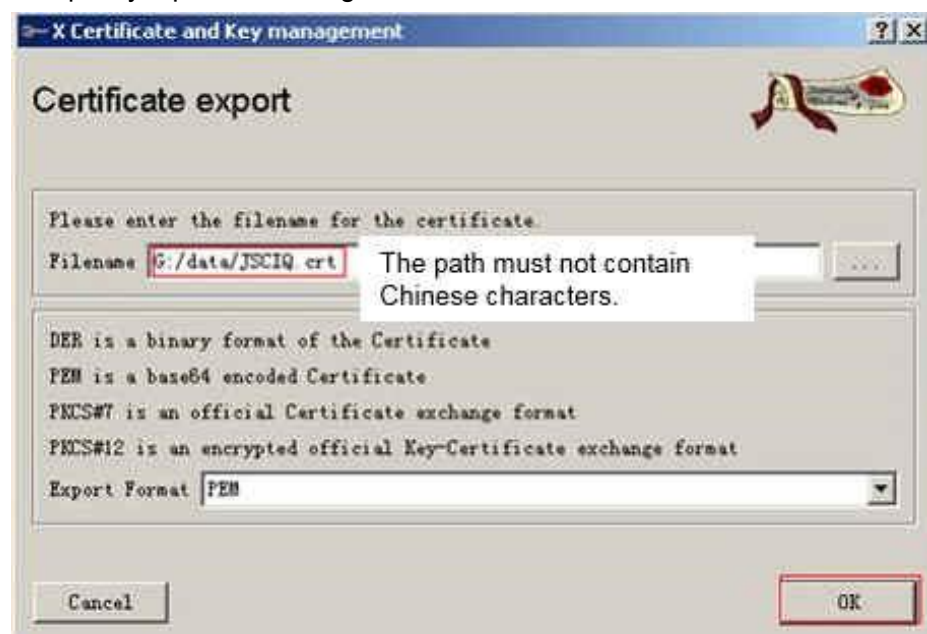 X Certificate and Key management
Certificate export
Please enter the filename for the certificate.
Filename G:/data/JSCIQ.crt
...
The path must not contain
Chinese characters.
DER is a binary format of the Certificate
PEM is a base64 encoded Certificate
PKCS#7 is an official Certificate exchange format
PKCS#12 is an encrypted official Key-Certificate exchange format
Export Format PEM
Cancel
OK